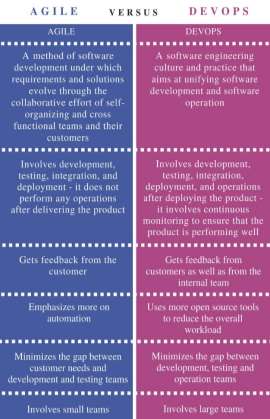 AGILE VERSUS DEVOPS
AGILE
A method of software
development under which
requirements and solutions
evolve through the
collaborative effort of self-
organizing and cross
functional teams and their
customers
DEVOPS
A software engineering
culture and practice that
aims at unifying software
development and software
operation
Involves development,
testing, integration, and
deployment - it does not
perform any operations
after delivering the product
Involves development,
testing, integration,
deployment, and operations
after deploying the product -
it involves continuous
monitoring to ensure that the
product is performing well
Gets feedback from the
customer
Gets feedback from
customers as well as from the
internal team
Emphasizes more on
automation
Uses more open source tools
to reduce the overall
workload
Minimizes the gap between
customer needs and
development and testing teams
Minimizes the gap between
development, testing and
operation teams
Involves small teams
Involves large teams